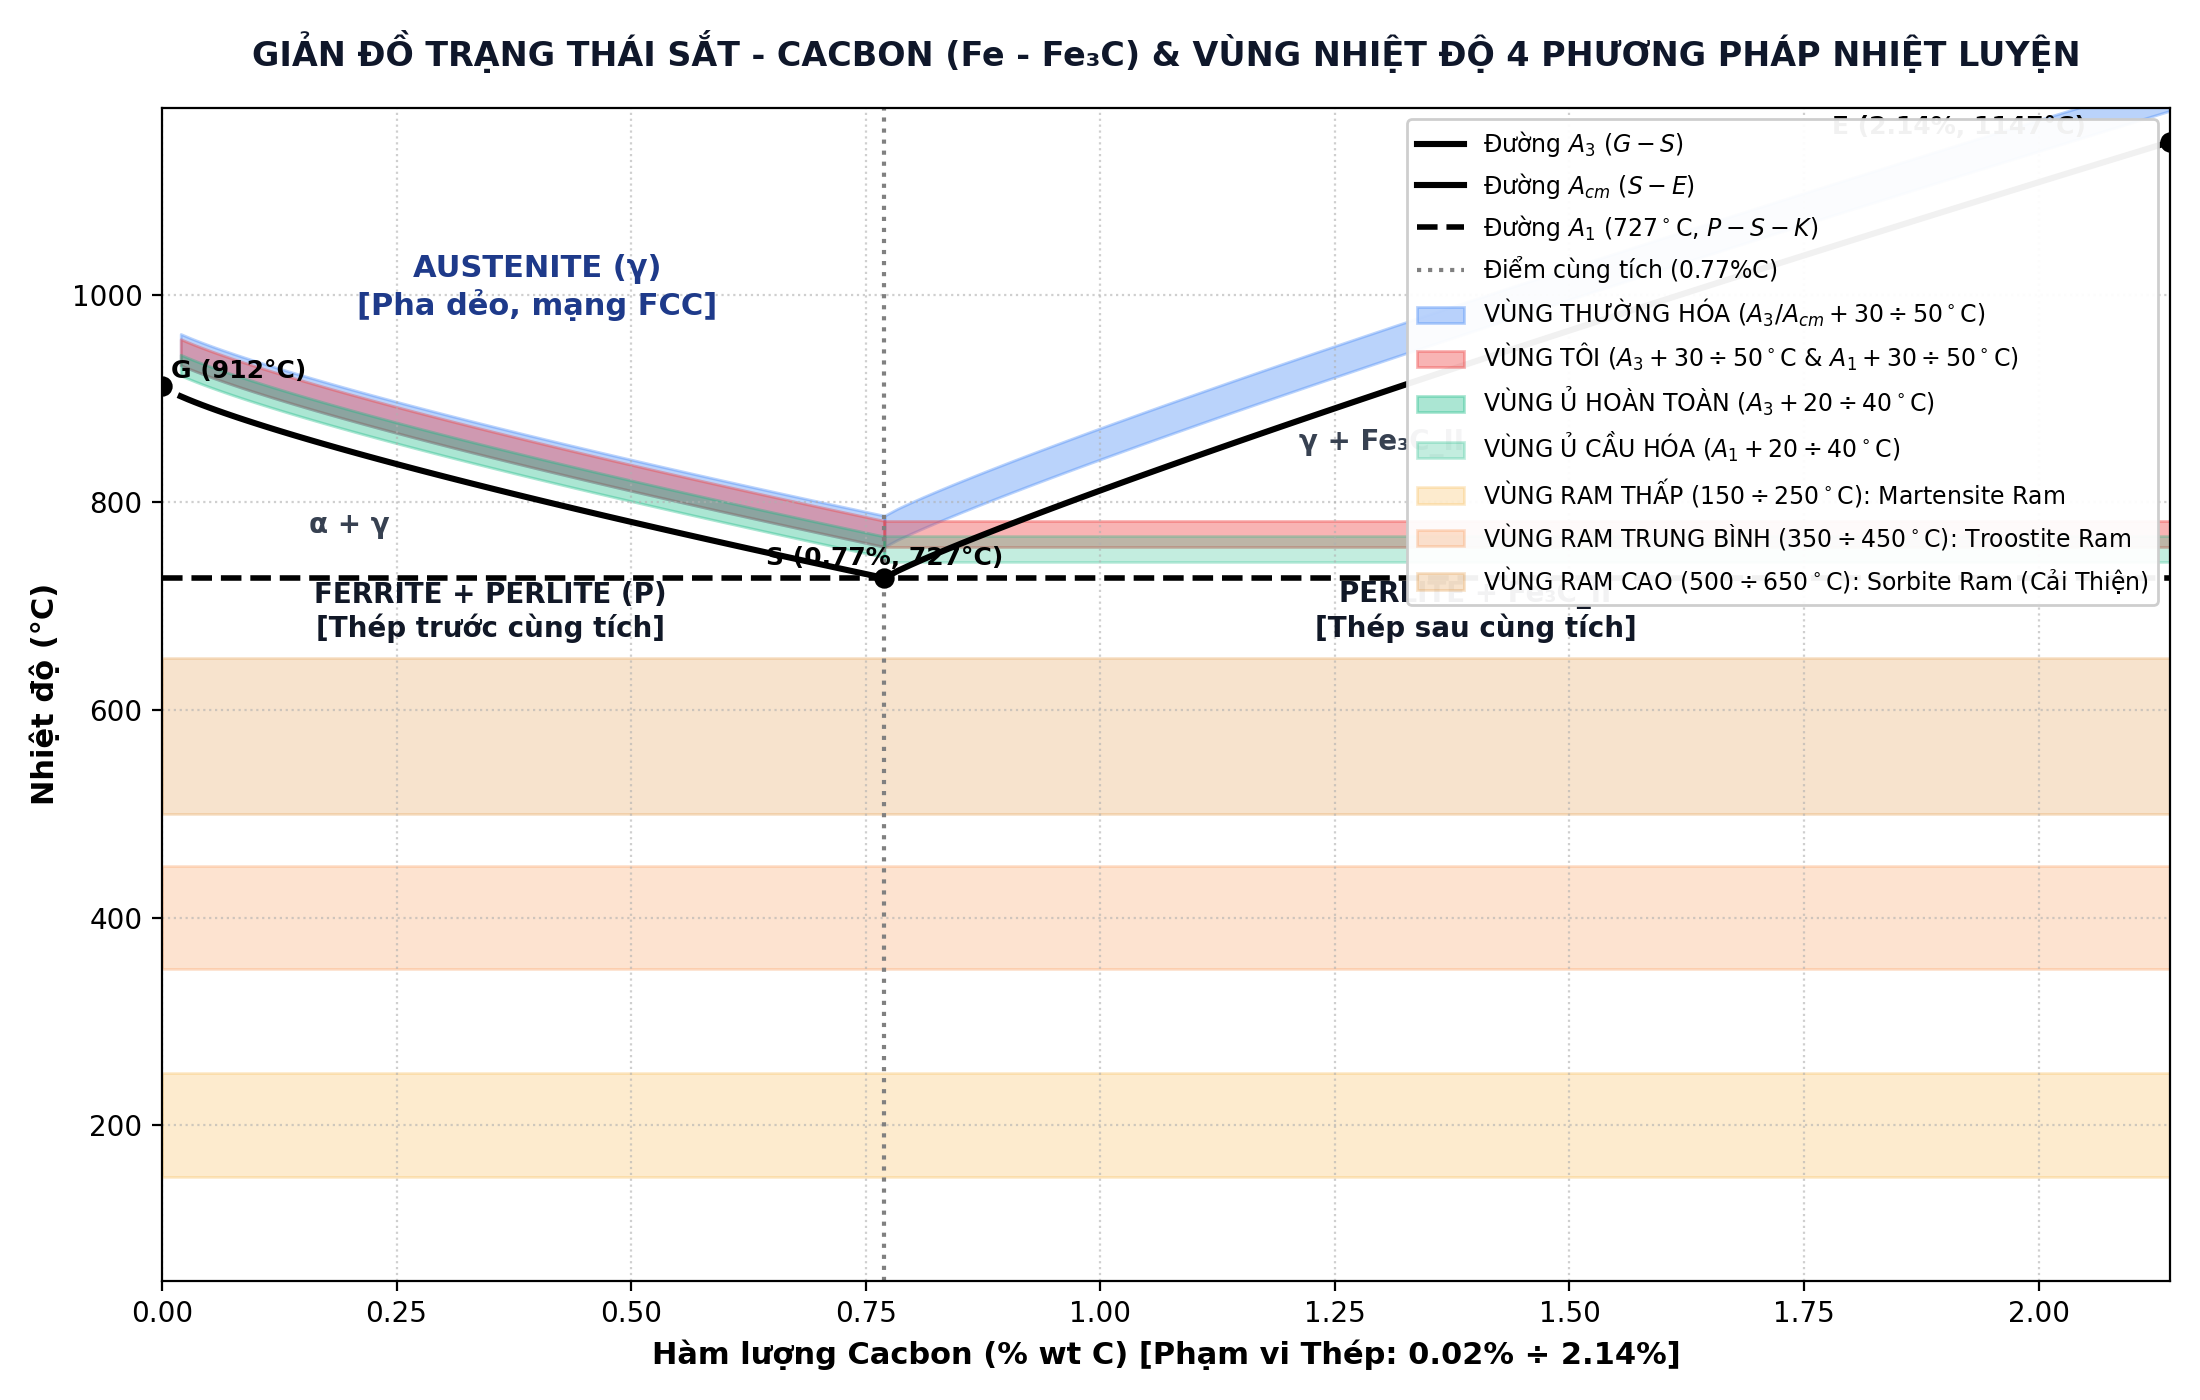 GIẢN ĐỒ TRẠNG THÁI SẮT - CACBON (Fe - Fe₃C) & VÙNG NHIỆT ĐỘ 4 PHƯƠNG PHÁP NHIỆT LUYỆN
E (2.14%, 1147°C)
Đường A₃ (G − S)
Đường A_cm (S − E)
Đường A₁ (727°C, P − S − K)
Điểm cùng tích (0.77%C)
VÙNG THƯỜNG HÓA (A₃/A_cm + 30 ÷ 50°C)
VÙNG TÔI (A₃ + 30 ÷ 50°C & A₁ + 30 ÷ 50°C)
VÙNG Ủ HOÀN TOÀN (A₃ + 20 ÷ 40°C)
VÙNG Ủ CẦU HÓA (A₁ + 20 ÷ 40°C)
VÙNG RAM THẤP (150 ÷ 250°C): Martensite Ram
VÙNG RAM TRUNG BÌNH (350 ÷ 450°C): Troostite Ram
VÙNG RAM CAO (500 ÷ 650°C): Sorbite Ram (Cải Thiện)
AUSTENITE (γ)
[Pha dẻo, mạng FCC]
G (912°C)
γ + Fe₃C_II
α + γ
S (0.77%, 727°C)
FERRITE + PERLITE (P)
[Thép trước cùng tích]
PERLITE + Fe₃C_II
[Thép sau cùng tích]
Nhiệt độ (°C)
1000
800
600
400
200
0.00 0.25 0.50 0.75 1.00 1.25 1.50 1.75 2.00
Hàm lượng Cacbon (% wt C) [Phạm vi Thép: 0.02% ÷ 2.14%]